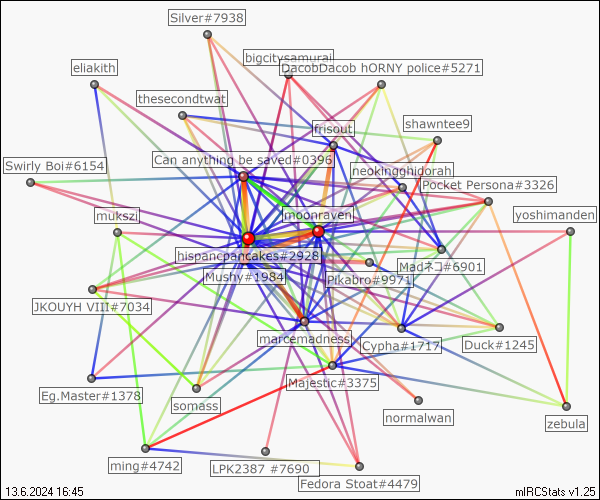 Silver#7938
bigcitysamurai
DacobDacob hORNY police#5271
eliakith
thesecondtwat
frisout
shawntee9
Can anything be saved#0396
neokingghidorah
Swirly Boi#6154
Pocket Persona#3326
mukszi
moonraven
yoshimanden
hispancpancakes#2928
Mushy#1984
Pikabro#9971
Madネコ#6901
JKOUYH VIII#7034
marcemadness
Cypha#1717
Duck#1245
Majestic#3375
Eg.Master#1378
somass
normalwan
zebula
ming#4742
LPK2387 #7690
Fedora Stoat#4479
13.6.2024 16:45
mIRCStats v1.25